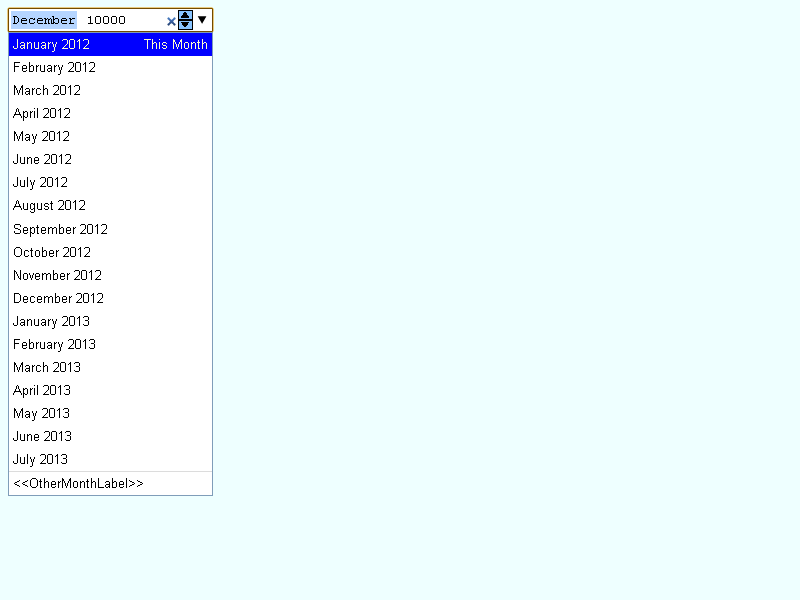 December 10000
January 2012 This Month
February 2012
March 2012
April 2012
May 2012
June 2012
July 2012
August 2012
September 2012
October 2012
November 2012
December 2012
January 2013
February 2013
March 2013
April 2013
May 2013
June 2013
July 2013
<<OtherMonthLabel>>